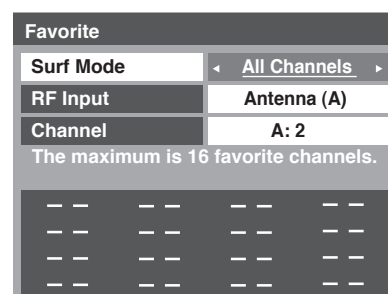 Favorite
Surf Mode ◂ All Channels ▸
RF Input Antenna (A)
Channel A: 2
The maximum is 16 favorite channels.
– – – – – – – –
– – – – – – – –
– – – – – – – –
– – – – – – – –